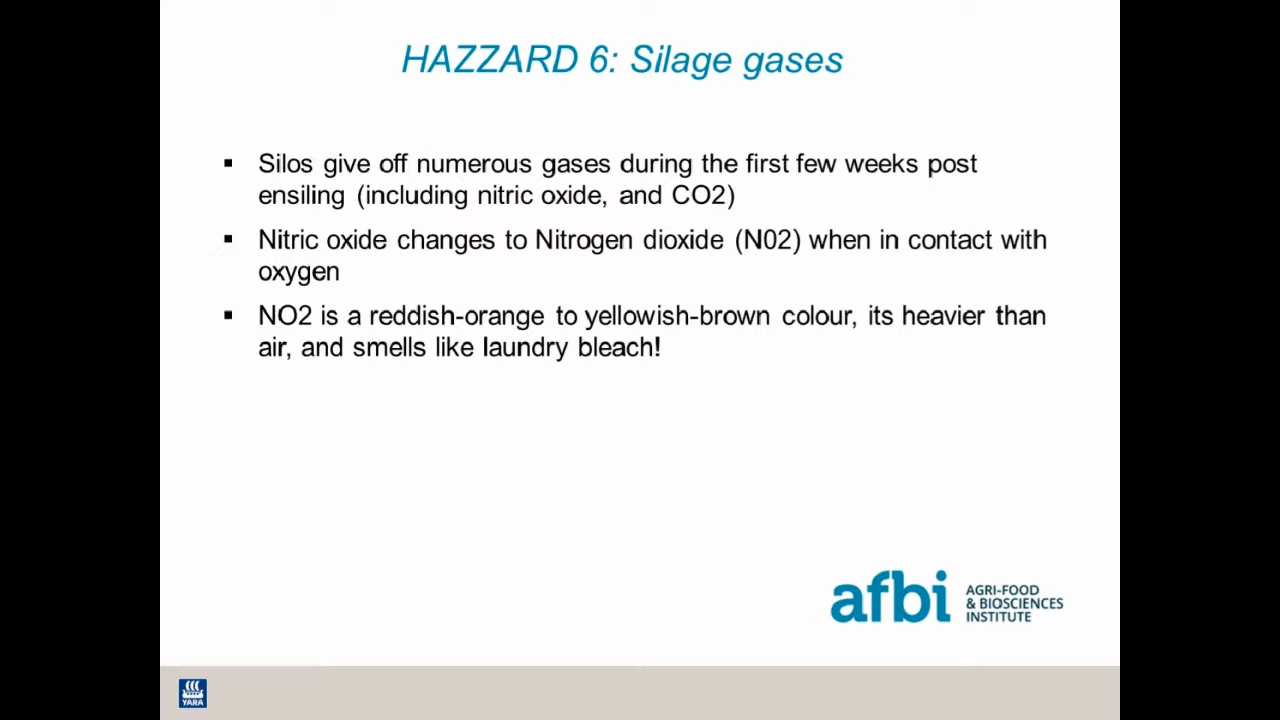 HAZZARD 6: Silage gases
▪ Silos give off numerous gases during the first few weeks post
ensiling (including nitric oxide, and CO2)
▪ Nitric oxide changes to Nitrogen dioxide (N02) when in contact with
oxygen
▪ NO2 is a reddish-orange to yellowish-brown colour, its heavier than
air, and smells like laundry bleach!
afbi
AGRI-FOOD
& BIOSCIENCES
INSTITUTE
YARA